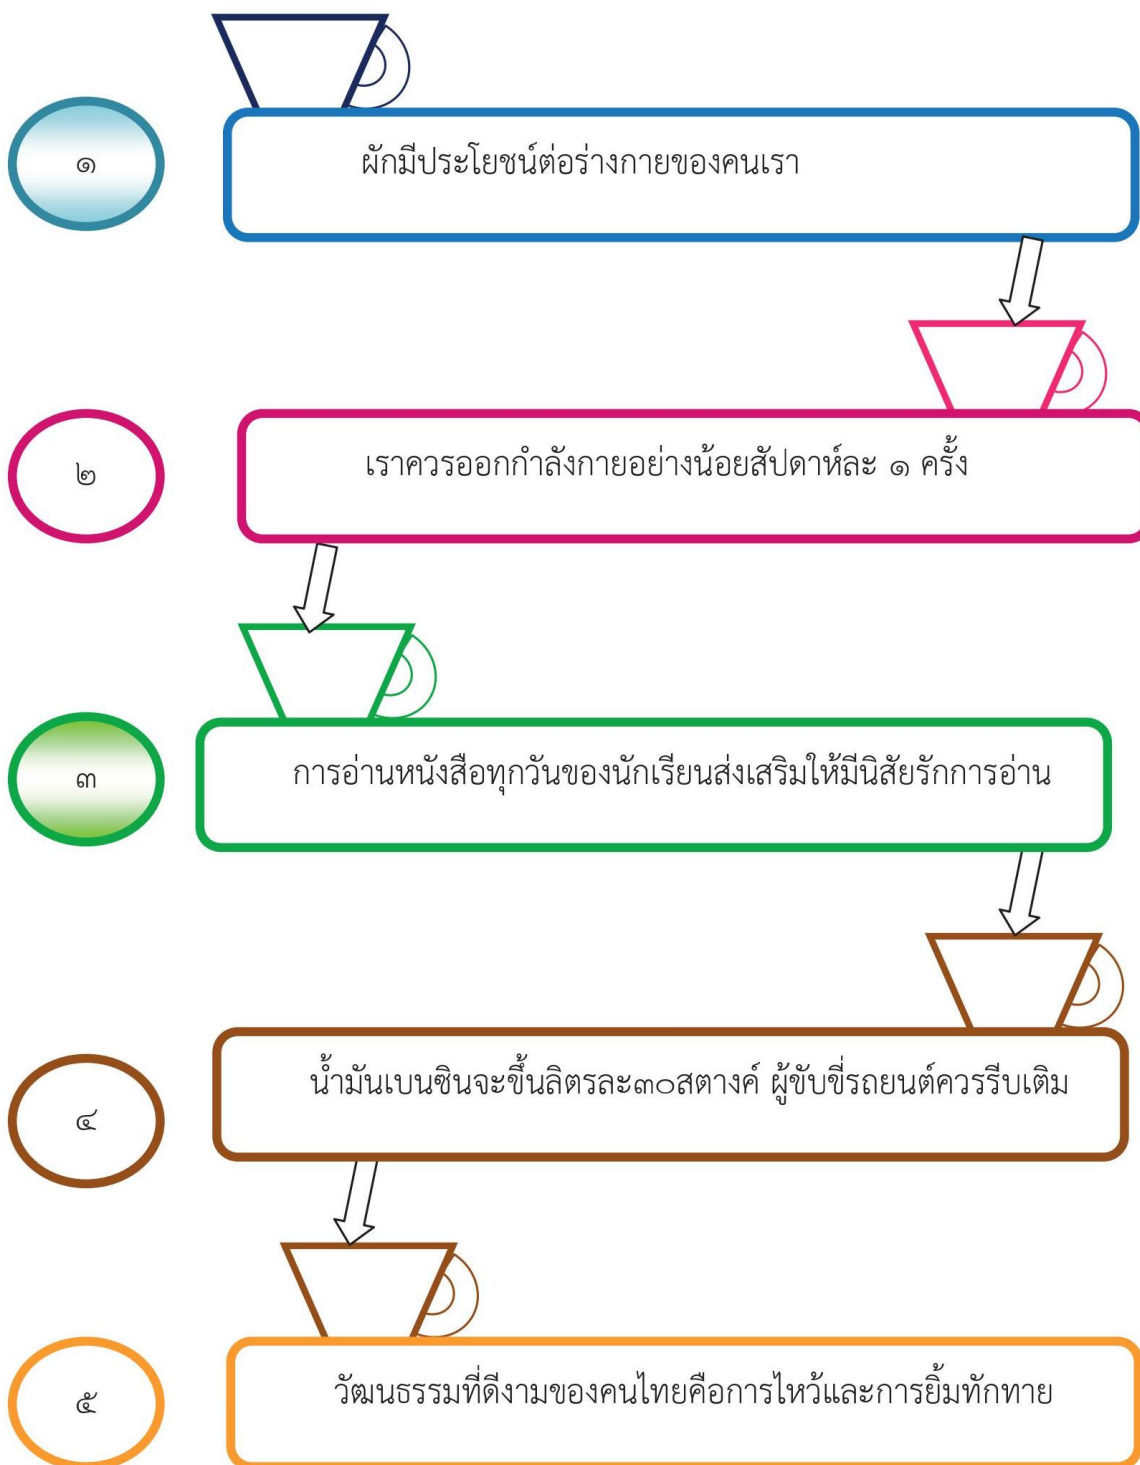 ๑
ผักมีประโยชน์ต่อร่างกายของคนเรา
๒
เราควรออกกำลังกายอย่างน้อยสัปดาห์ละ ๑ ครั้ง
๓
การอ่านหนังสือทุกวันของนักเรียนส่งเสริมให้มีนิสัยรักการอ่าน
๔
น้ำมันเบนซินจะขึ้นลิตรละ๓๐สตางค์ ผู้ขับขี่รถยนต์ควรรีบเติม
๕
วัฒนธรรมที่ดีงามของคนไทยคือการไหว้และการยิ้มทักทาย